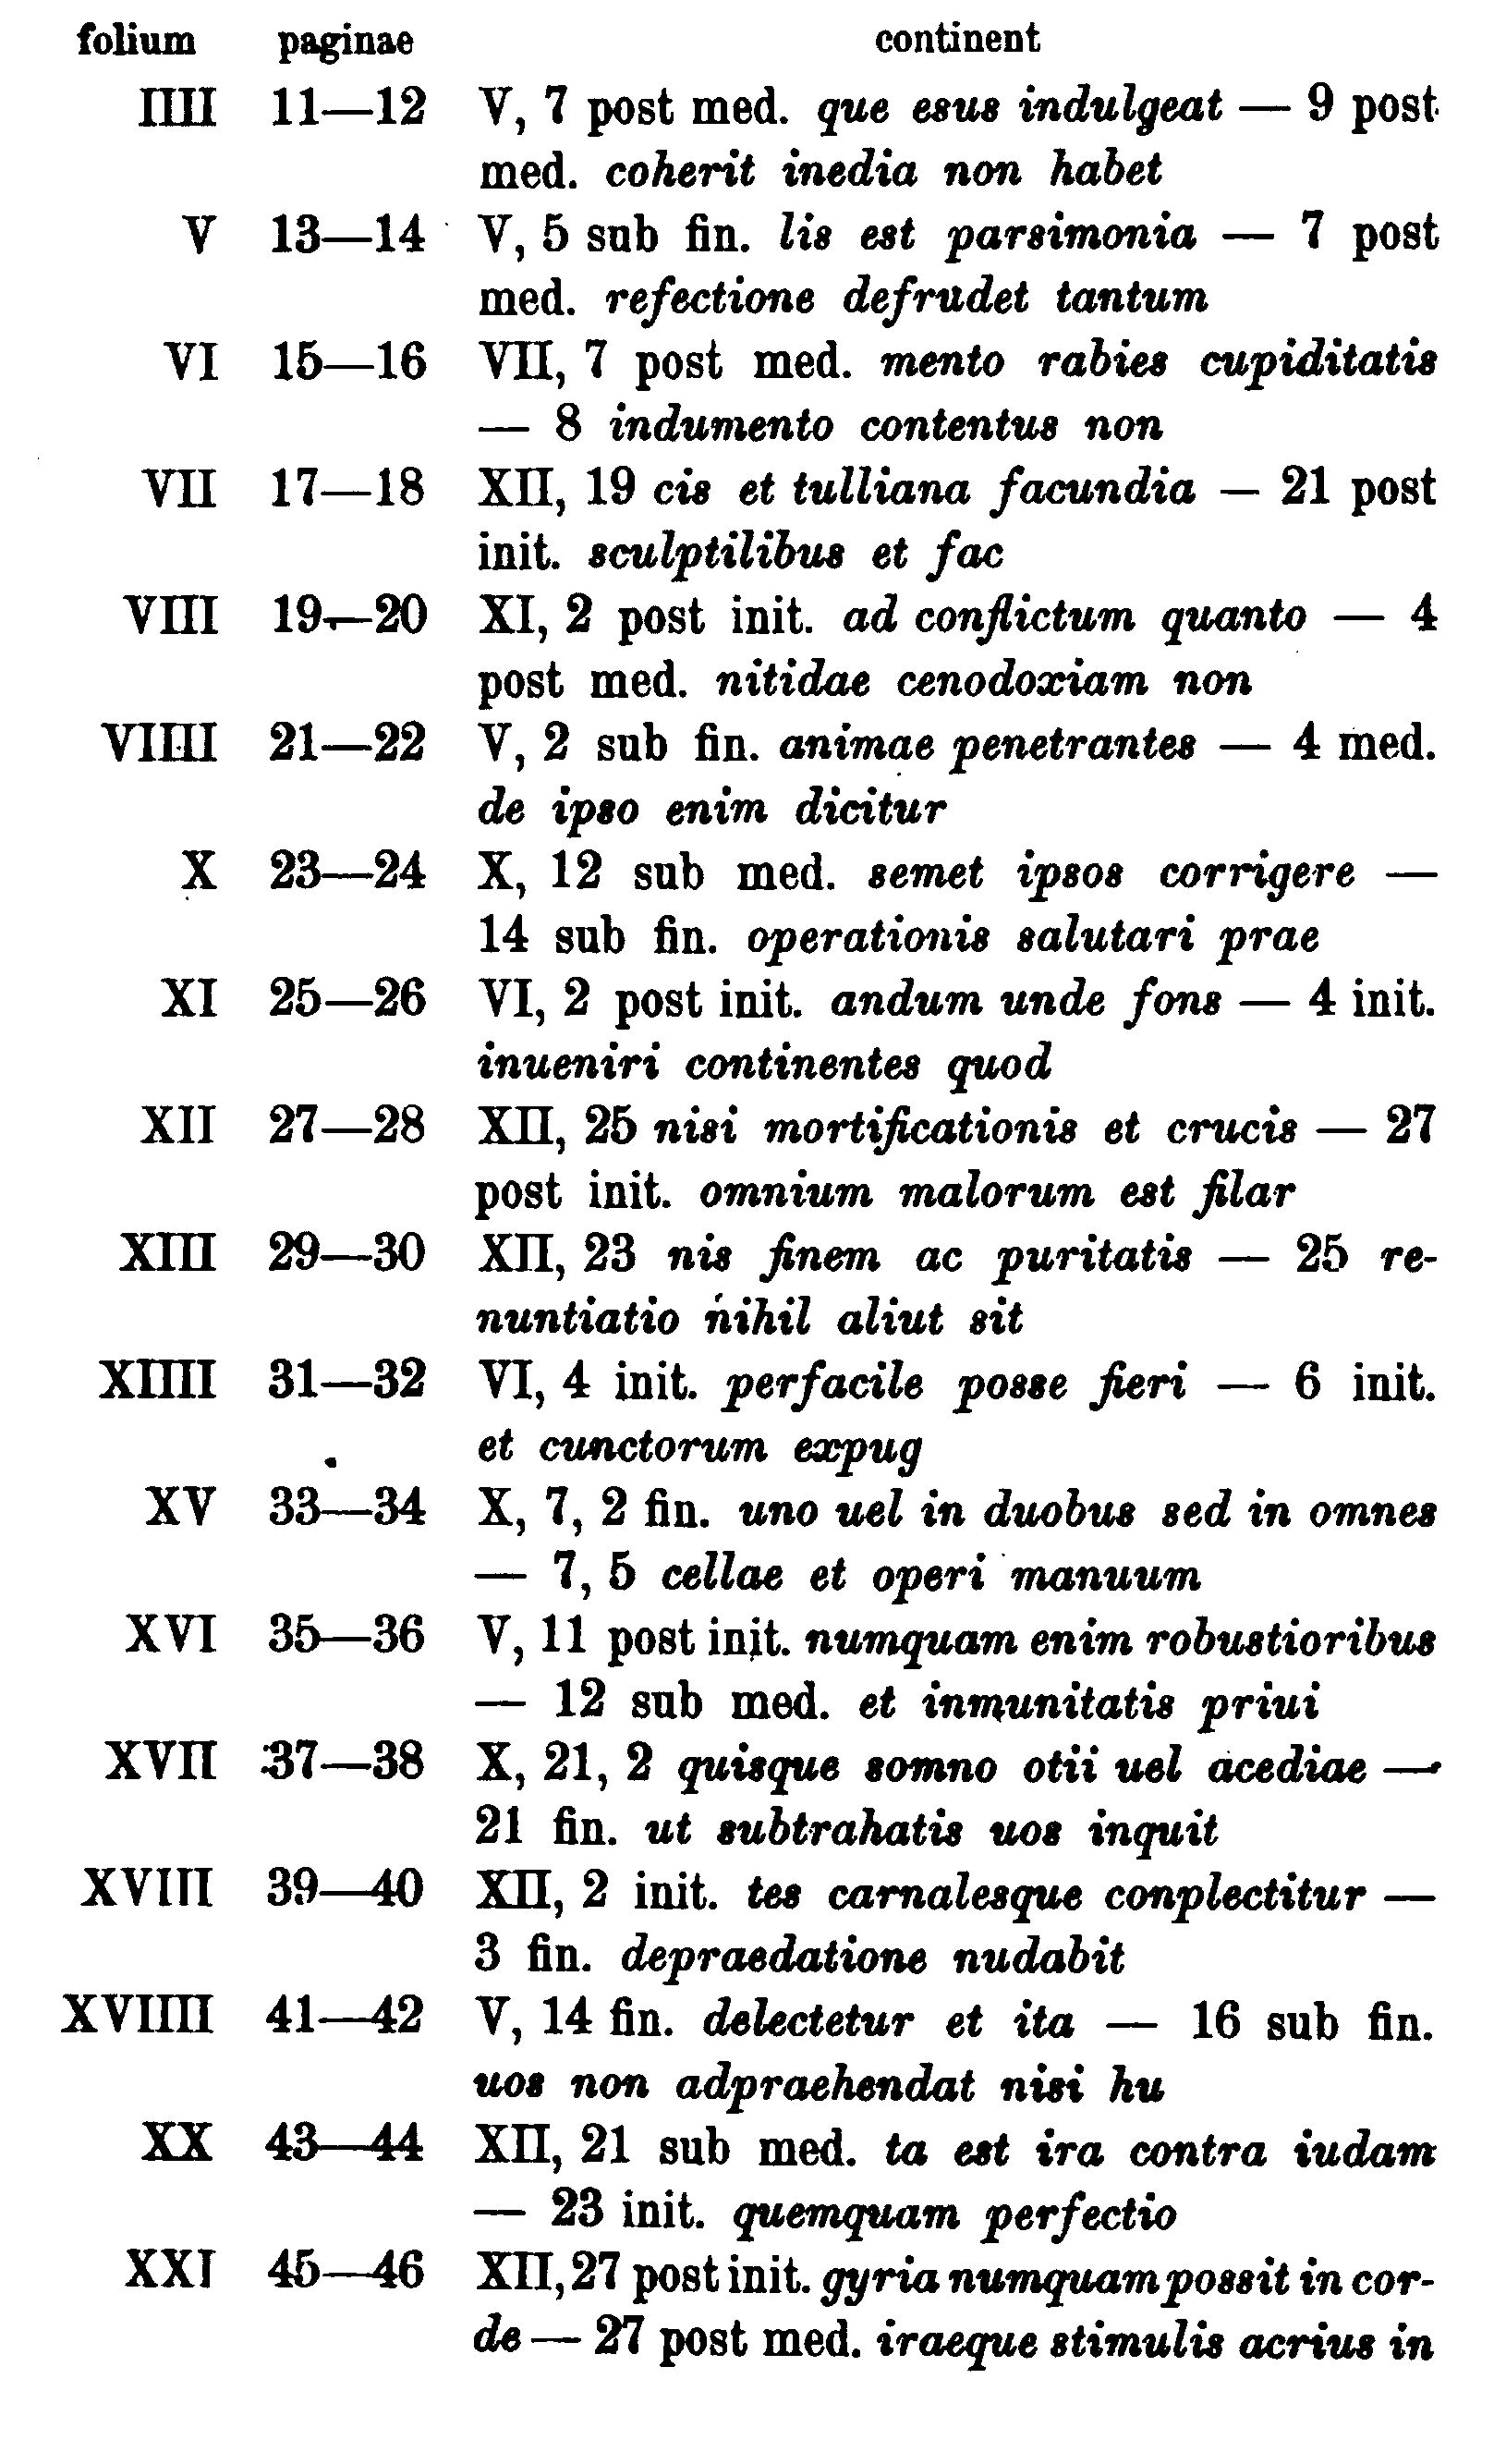 folium paginae continent
IIII 11—12 V, 7 post med. que esus indulgeat — 9 post
med. coherit inedia non habet
V 13—14 V, 5 sub fin. lis est parsimonia — 7 post
med. refectione defrudet tantum
VI 15—16 VII, 7 post med. mento rabies cupiditatis
— 8 indumento contentus non
VII 17—18 XII, 19 cis et tulliana facundia — 21 post
init. sculptilibus et fac
VIII 19—20 XI, 2 post init. ad conflictum quanto — 4
post med. nitidae cenodoxiam non
VIIII 21—22 V, 2 sub fin. animae penetrantes — 4 med.
de ipso enim dicitur
X 23—24 X, 12 sub med. semet ipsos corrigere —
14 sub fin. operationis salutari prae
XI 25—26 VI, 2 post init. andum unde fons — 4 init.
inueniri continentes quod
XII 27—28 XII, 25 nisi mortificationis et crucis — 27
post init. omnium malorum est filar
XIII 29—30 XII, 23 nis finem ac puritatis — 25 re-
nuntiatio nihil aliut sit
XIIII 31—32 VI, 4 init. perfacile posse fieri — 6 init.
et cunctorum expug
XV 33—34 X, 7, 2 fin. uno uel in duobus sed in omnes
— 7, 5 cellae et operi manuum
XVI 35—36 V, 11 post init. numquam enim robustioribus
— 12 sub med. et inmunitatis priui
XVII 37—38 X, 21, 2 quisque somno otii uel acediae —
21 fin. ut subtrahatis uos inquit
XVIII 39—40 XII, 2 init. tes carnalesque conplectitur —
3 fin. depraedatione nudabit
XVIIII 41—42 V, 14 fin. delectetur et ita — 16 sub fin.
uos non adpraehendat nisi hu
XX 43—44 XII, 21 sub med. ta est ira contra iudam
— 23 init. quemquam perfectio
XXI 45—46 XII, 27 post init. gyria numquam possit in cor-
de — 27 post med. iraeque stimulis acrius in